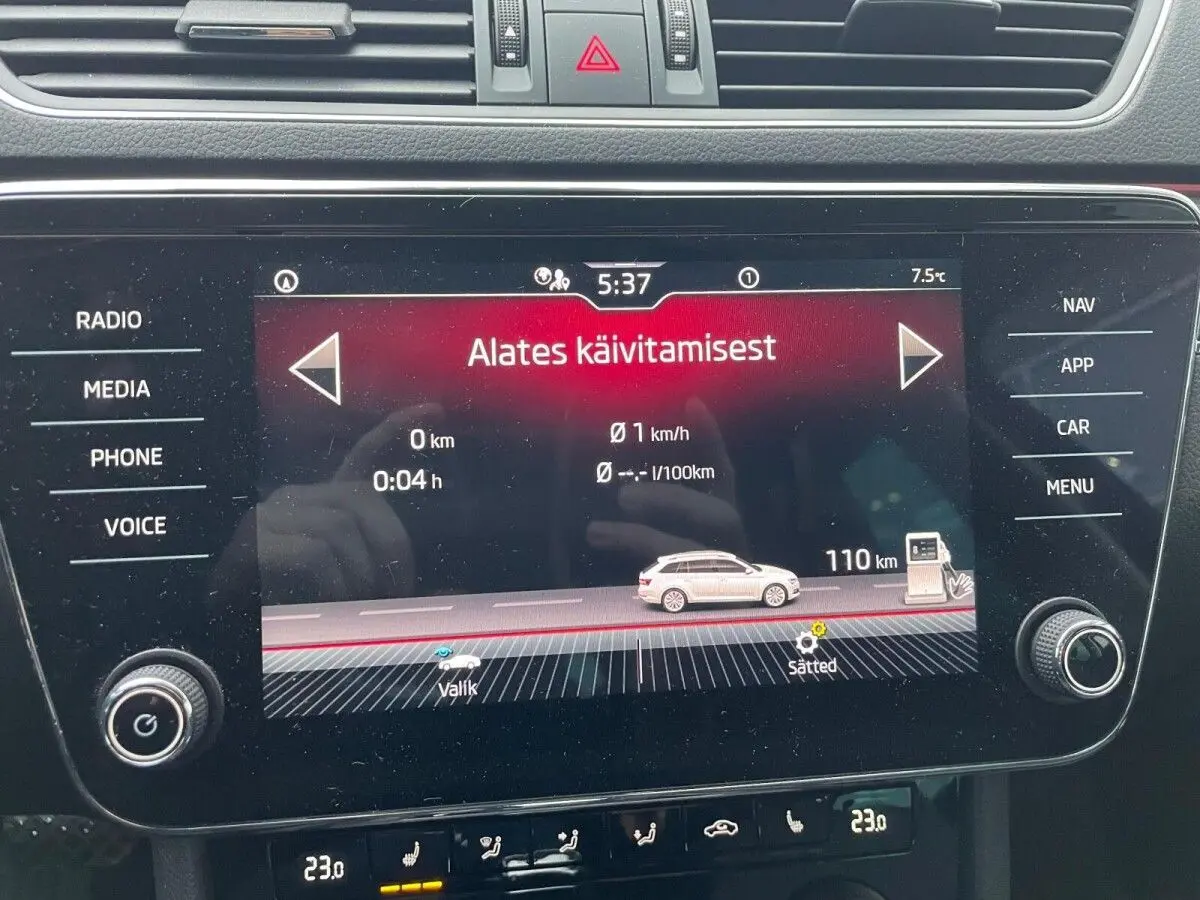 5:37
1
7.5°C
RADIO
MEDIA
PHONE
VOICE
NAV
APP
CAR
MENU
Alates käivitamisest
0 km
Ø 1 km/h
0:04 h
Ø --.- l/100km
110 km
Valik
Sätted
23.0
23.0